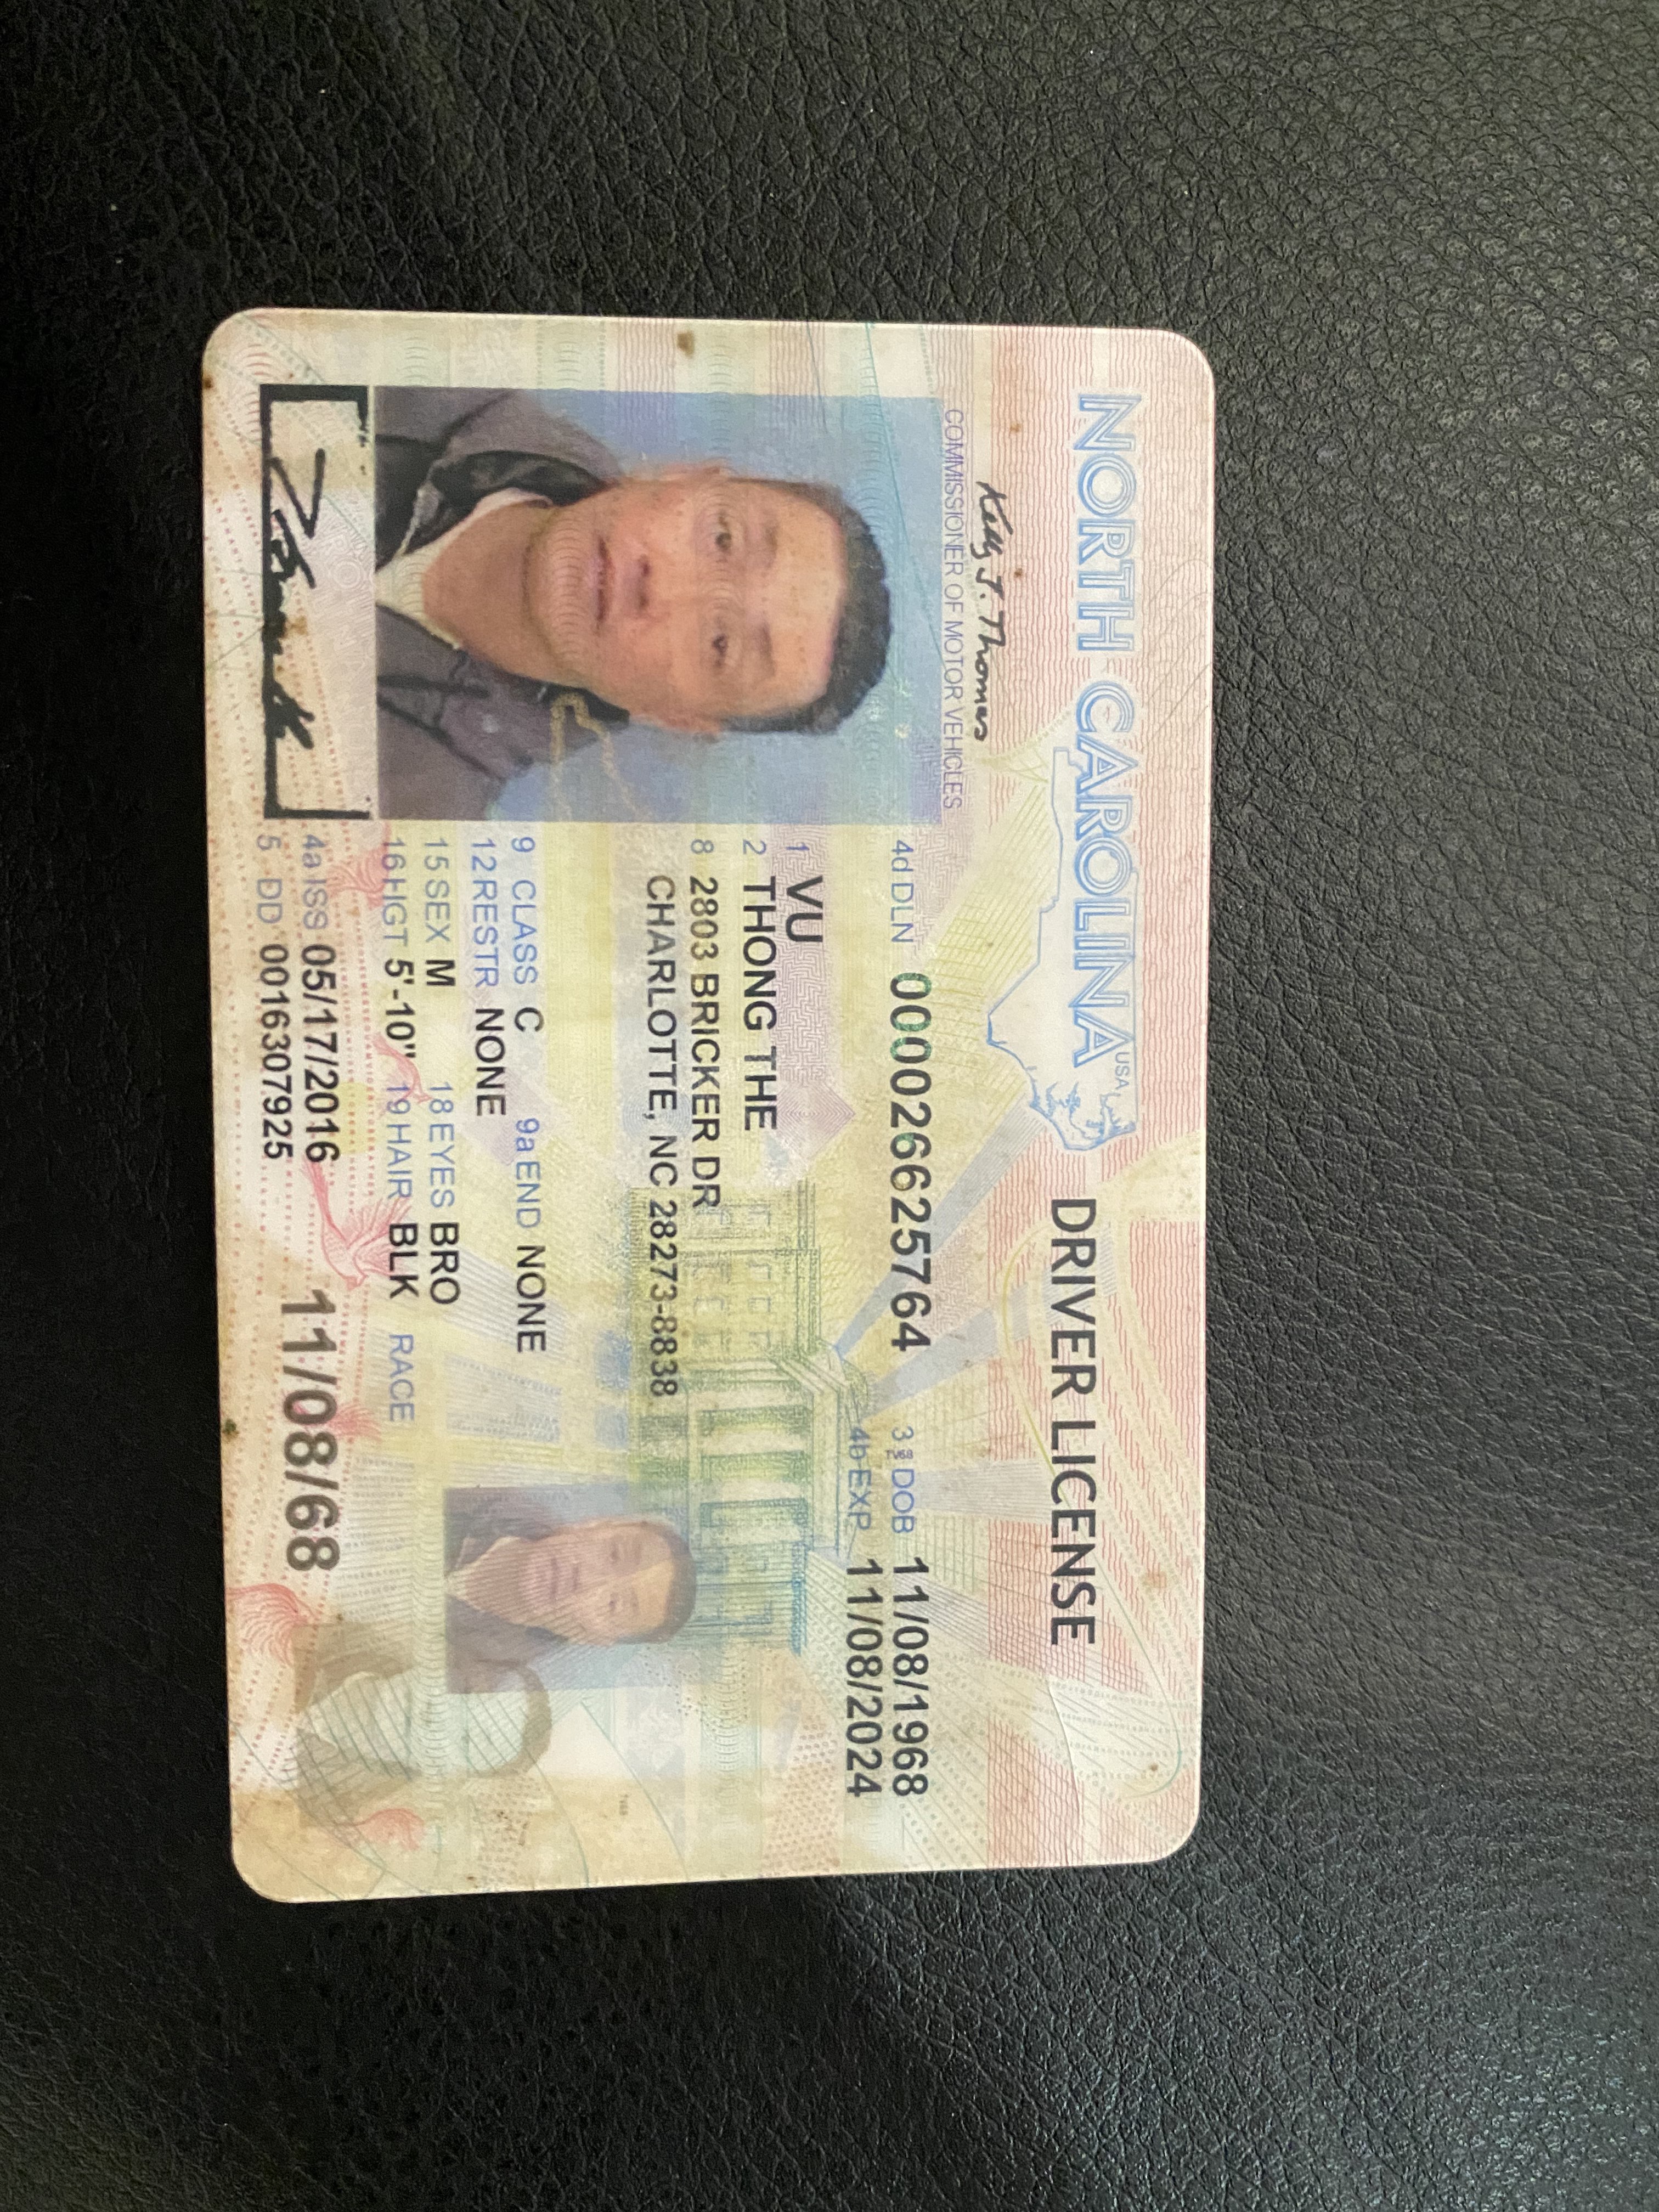 NORTH CAROLINA USA DRIVER LICENSE
Kelly J. Thomas
COMMISSIONER OF MOTOR VEHICLES
4d DLN 000026625764
3 DOB 11/08/1968
4b EXP 11/08/2024
1 VU
2 THONG THE
8 2803 BRICKER DR
CHARLOTTE, NC 28273-8838
9 CLASS C 9a END NONE
12 RESTR NONE
15 SEX M 18 EYES BRO
16 HGT 5'-10" 19 HAIR BLK RACE
4a ISS 05/17/2016
5 DD 0016307925
11/08/68